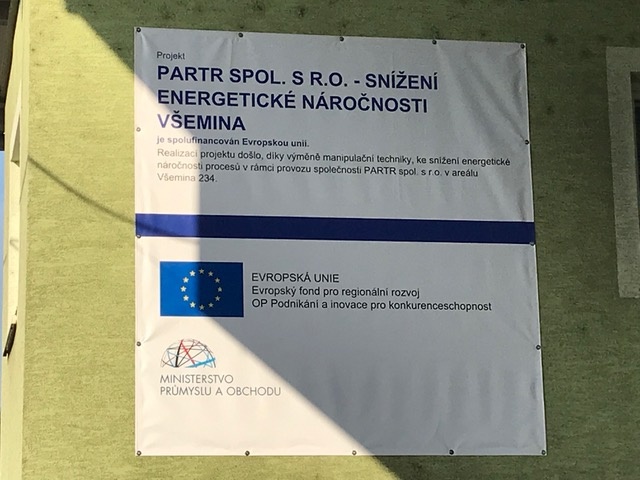 Projekt
PARTR SPOL. S R.O. - SNÍŽENÍ
ENERGETICKÉ NÁROČNOSTI
VŠEMINA
je spolufinancován Evropskou unií.
Realizací projektu došlo, díky výměně manipulační techniky, ke snížení energetické
náročnosti procesů v rámci provozu společnosti PARTR spol. s r.o. v areálu
Všemina 234.
EVROPSKÁ UNIE
Evropský fond pro regionální rozvoj
OP Podnikání a inovace pro konkurenceschopnost
MINISTERSTVO
PRŮMYSLU A OBCHODU